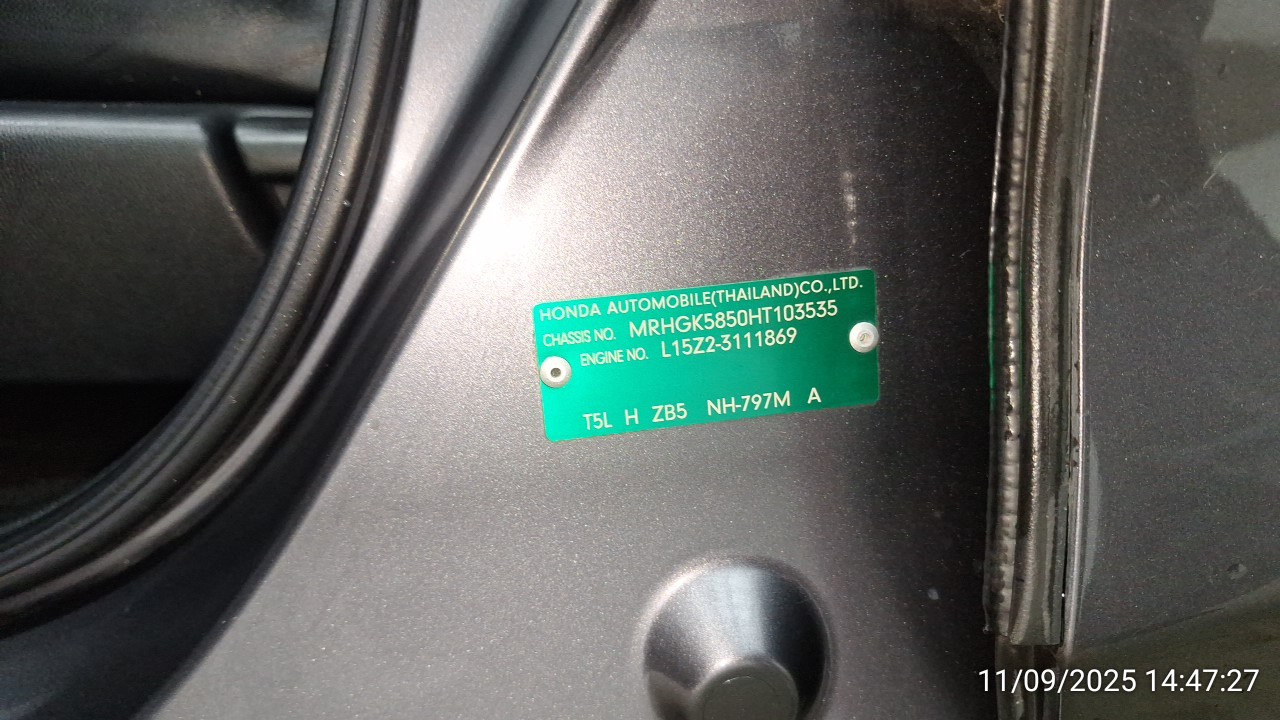 HONDA AUTOMOBILE(THAILAND)CO.,LTD.
CHASSIS NO. MRHGK5850HT103535
ENGINE NO. L15Z2-3111869
T5L H ZB5 NH-797M A
11/09/2025 14:47:27